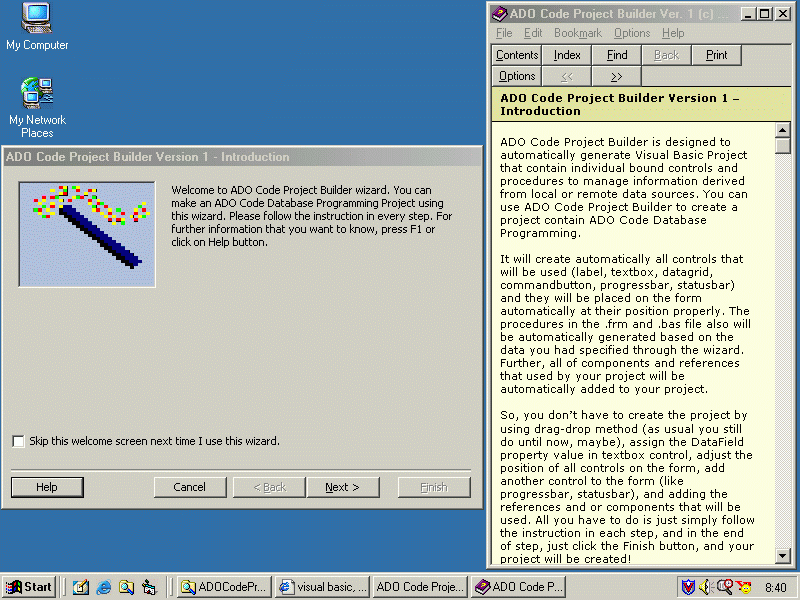 My Computer
My Network
Places
ADO Code Project Builder Version 1 - Introduction
Welcome to ADO Code Project Builder wizard. You can
make an ADO Code Database Programming Project using
this wizard. Please follow the instruction in every step. For
further information that you want to know, press F1 or
click on Help button.
Skip this welcome screen next time I use this wizard.
Help
Cancel
< Back
Next >
Finish
ADO Code Project Builder Ver. 1 (c) ...
File Edit Bookmark Options Help
Contents Index Find Back Print
Options << >>
ADO Code Project Builder Version 1 –
Introduction
ADO Code Project Builder is designed to
automatically generate Visual Basic Project
that contain individual bound controls and
procedures to manage information derived
from local or remote data sources. You can
use ADO Code Project Builder to create a
project contain ADO Code Database
Programming.
It will create automatically all controls that
will be used (label, textbox, datagrid,
commandbutton, progressbar, statusbar)
and they will be placed on the form
automatically at their position properly. The
procedures in the .frm and .bas file also will
be automatically generated based on the
data you had specified through the wizard.
Further, all of components and references
that used by your project will be
automatically added to your project.
So, you don't have to create the project by
using drag-drop method (as usual you still
do until now, maybe), assign the DataField
property value in textbox control, adjust the
position of all controls on the form, add
another control to the form (like
progressbar, statusbar), and adding the
references and or components that will be
used. All you have to do is just simply follow
the instruction in each step, and in the end
of step, just click the Finish button, and your
project will be created!
Start
ADOCodePr...
visual basic, ...
ADO Code Proje...
ADO Code P...
8:40